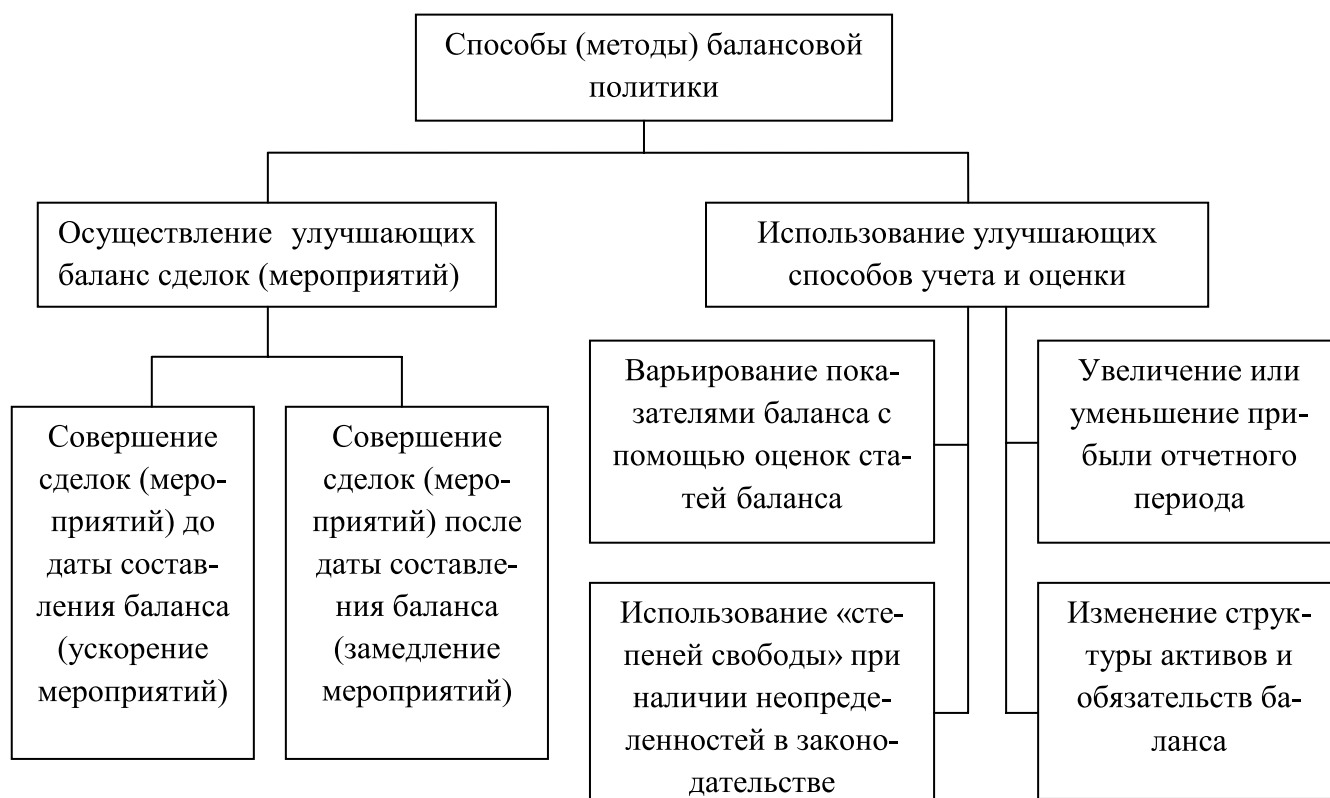 Способы (методы) балансовой
политики
Осуществление улучшающих
баланс сделок (мероприятий)
Использование улучшающих
способов учета и оценки
Совершение
сделок (меро-
приятий) до
даты состав-
ления баланса
(ускорение
мероприятий)
Совершение
сделок (меро-
приятий) после
даты составле-
ния баланса
(замедление
мероприятий)
Варьирование пока-
зателями баланса с
помощью оценок ста-
тей баланса
Увеличение или
уменьшение при-
были отчетного
периода
Использование «сте-
пеней свободы» при
наличии неопреде-
ленностей в законо-
дательстве
Изменение струк-
туры активов и
обязательств ба-
ланса